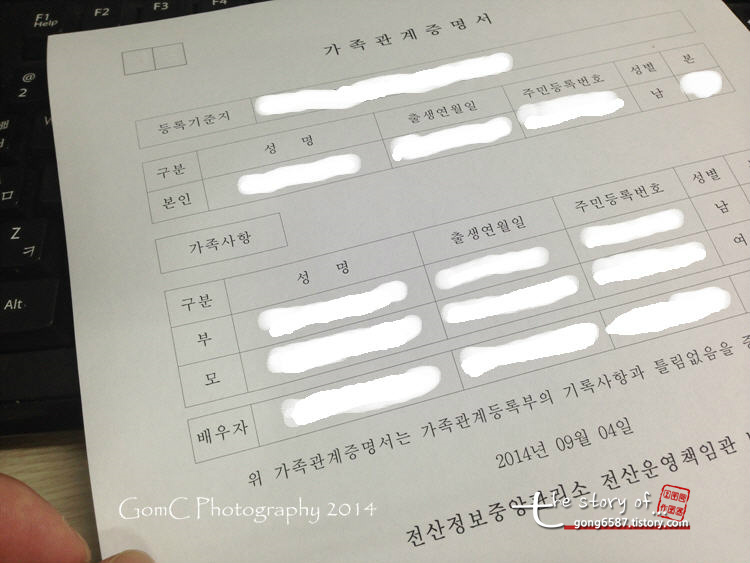 F1
Help
F2
F3
F4
@
2
W
Z
ㅋ
Alt
가족관계증명서
등록기준지
구분 성 명 출생연월일 주민등록번호 성별 본
본인 남
가족사항
구분 성 명 출생연월일 주민등록번호 성별
부 남
모 여
배우자
위 가족관계증명서는 가족관계등록부의 기록사항과 틀림없음을 증
2014년 09월 04일
전산정보중앙관리소 전산운영책임관
GomC Photography 2014
the story of...
gong6587.tistory.com